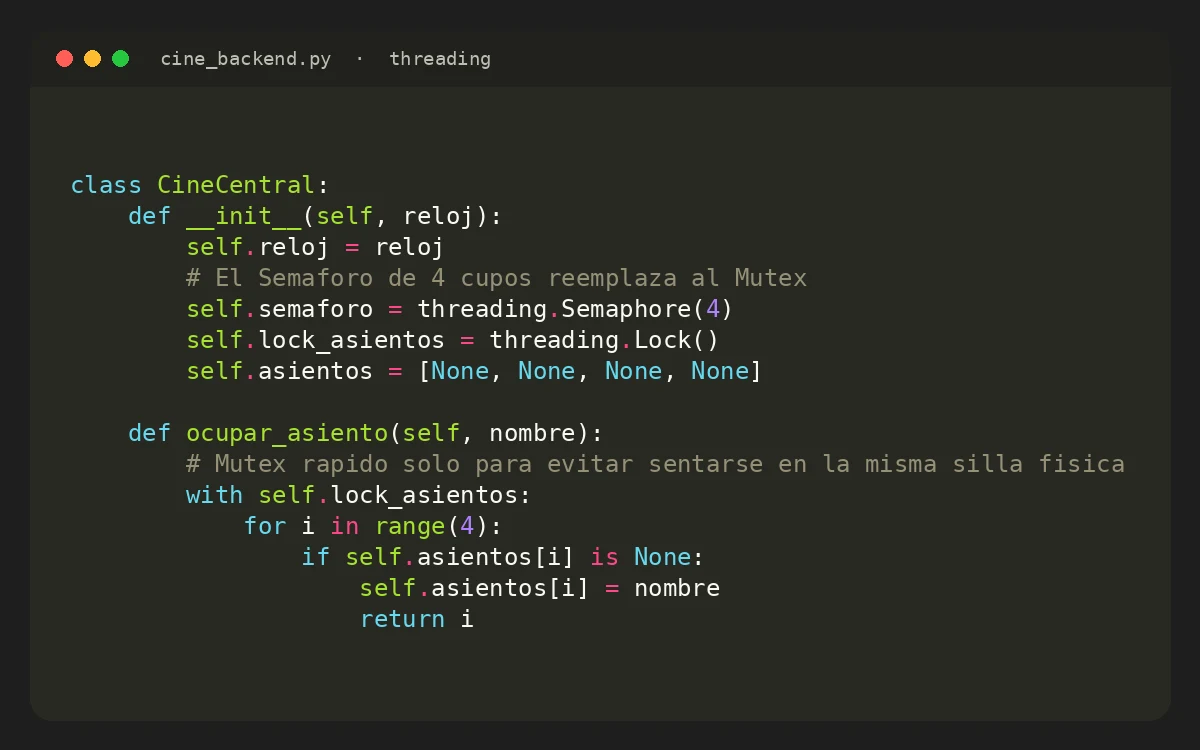 cine_backend.py · threading
class CineCentral:
    def __init__(self, reloj):
        self.reloj = reloj
        # El Semaforo de 4 cupos reemplaza al Mutex
        self.semaforo = threading.Semaphore(4)
        self.lock_asientos = threading.Lock()
        self.asientos = [None, None, None, None]
    def ocupar_asiento(self, nombre):
        # Mutex rapido solo para evitar sentarse en la misma silla fisica
        with self.lock_asientos:
            for i in range(4):
                if self.asientos[i] is None:
                    self.asientos[i] = nombre
                    return i